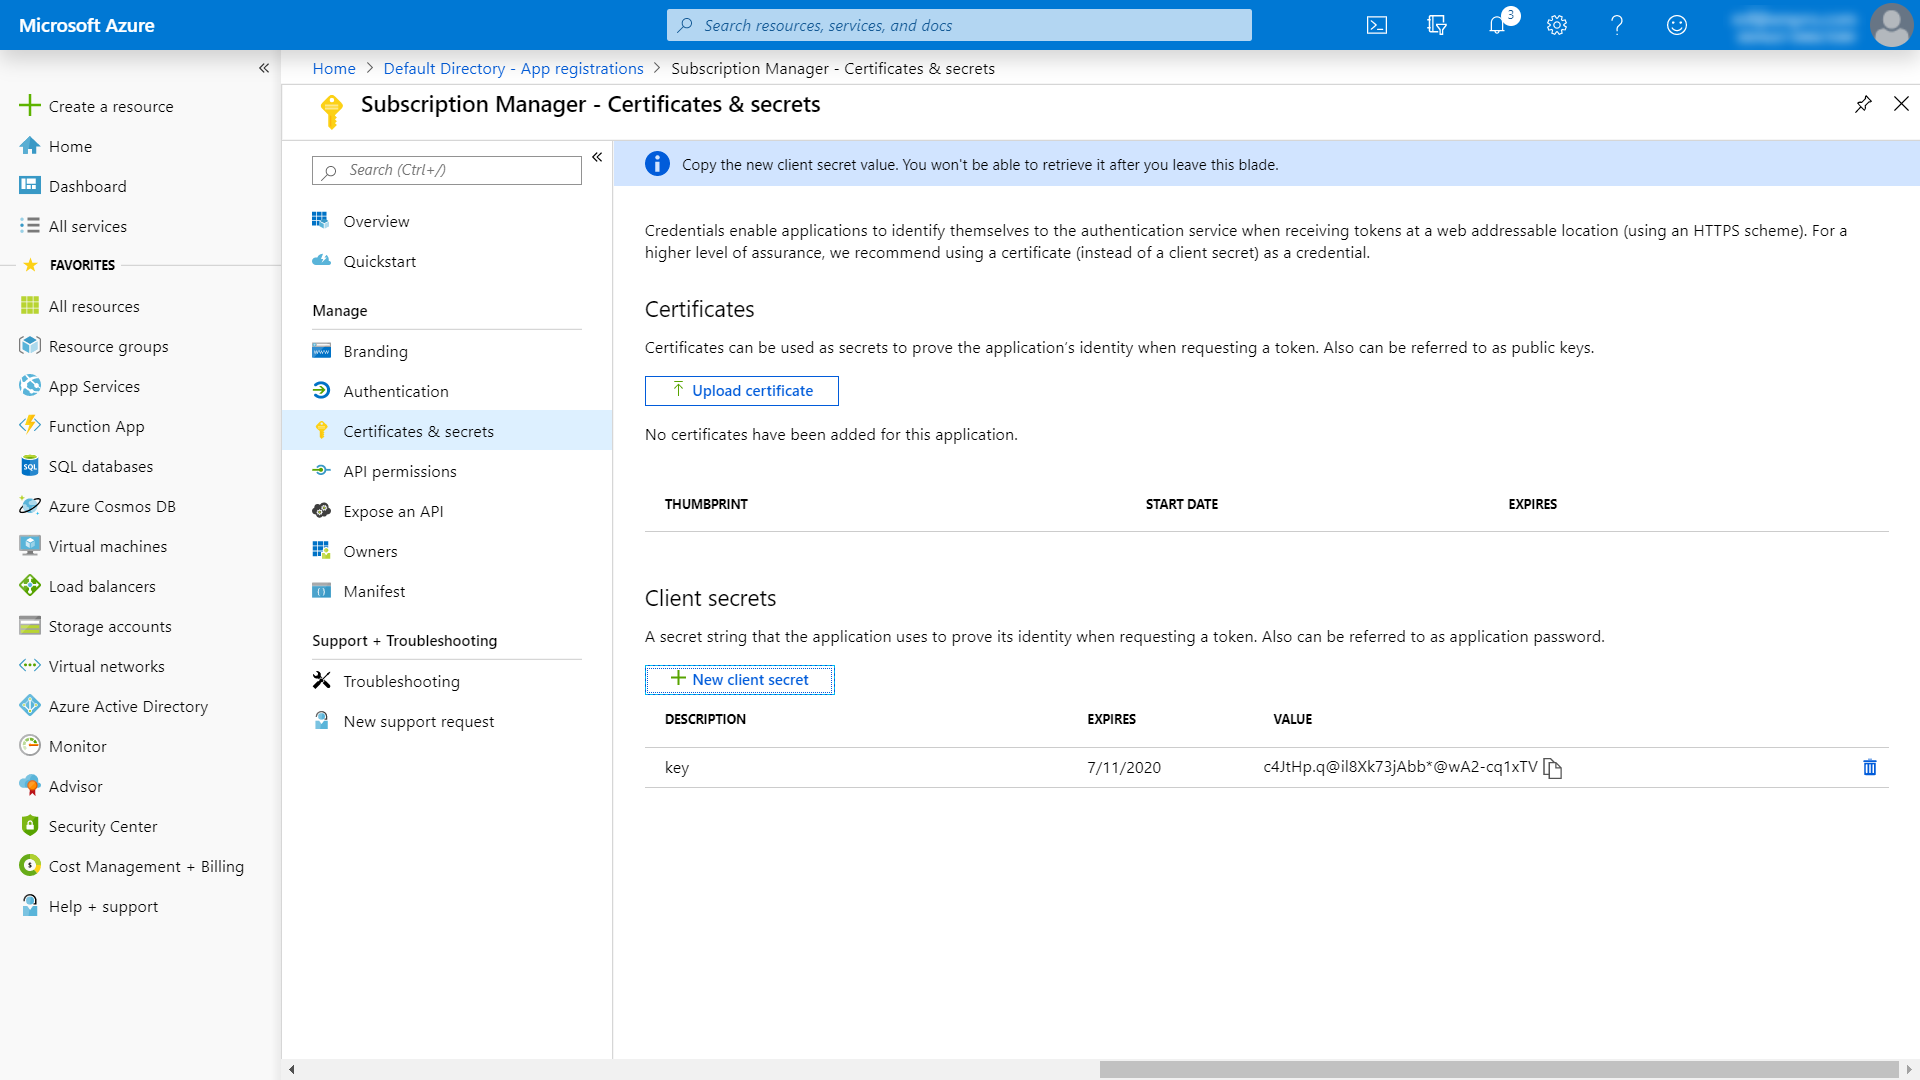 Microsoft Azure
Search resources, services, and docs
3
Home > Default Directory - App registrations > Subscription Manager - Certificates & secrets
Create a resource
Home
Dashboard
All services
FAVORITES
All resources
Resource groups
App Services
Function App
SQL databases
Azure Cosmos DB
Virtual machines
Load balancers
Storage accounts
Virtual networks
Azure Active Directory
Monitor
Advisor
Security Center
Cost Management + Billing
Help + support
Subscription Manager - Certificates & secrets
Search (Ctrl+/)
Overview
Quickstart
Manage
Branding
Authentication
Certificates & secrets
API permissions
Expose an API
Owners
Manifest
Support + Troubleshooting
Troubleshooting
New support request
Copy the new client secret value. You won't be able to retrieve it after you leave this blade.
Credentials enable applications to identify themselves to the authentication service when receiving tokens at a web addressable location (using an HTTPS scheme). For a
higher level of assurance, we recommend using a certificate (instead of a client secret) as a credential.
Certificates
Certificates can be used as secrets to prove the application's identity when requesting a token. Also can be referred to as public keys.
Upload certificate
No certificates have been added for this application.
THUMBPRINT START DATE EXPIRES
Client secrets
A secret string that the application uses to prove its identity when requesting a token. Also can be referred to as application password.
New client secret
DESCRIPTION EXPIRES VALUE
key 7/11/2020 c4JtHp.q@il8Xk73jAbb*@wA2-cq1xTV